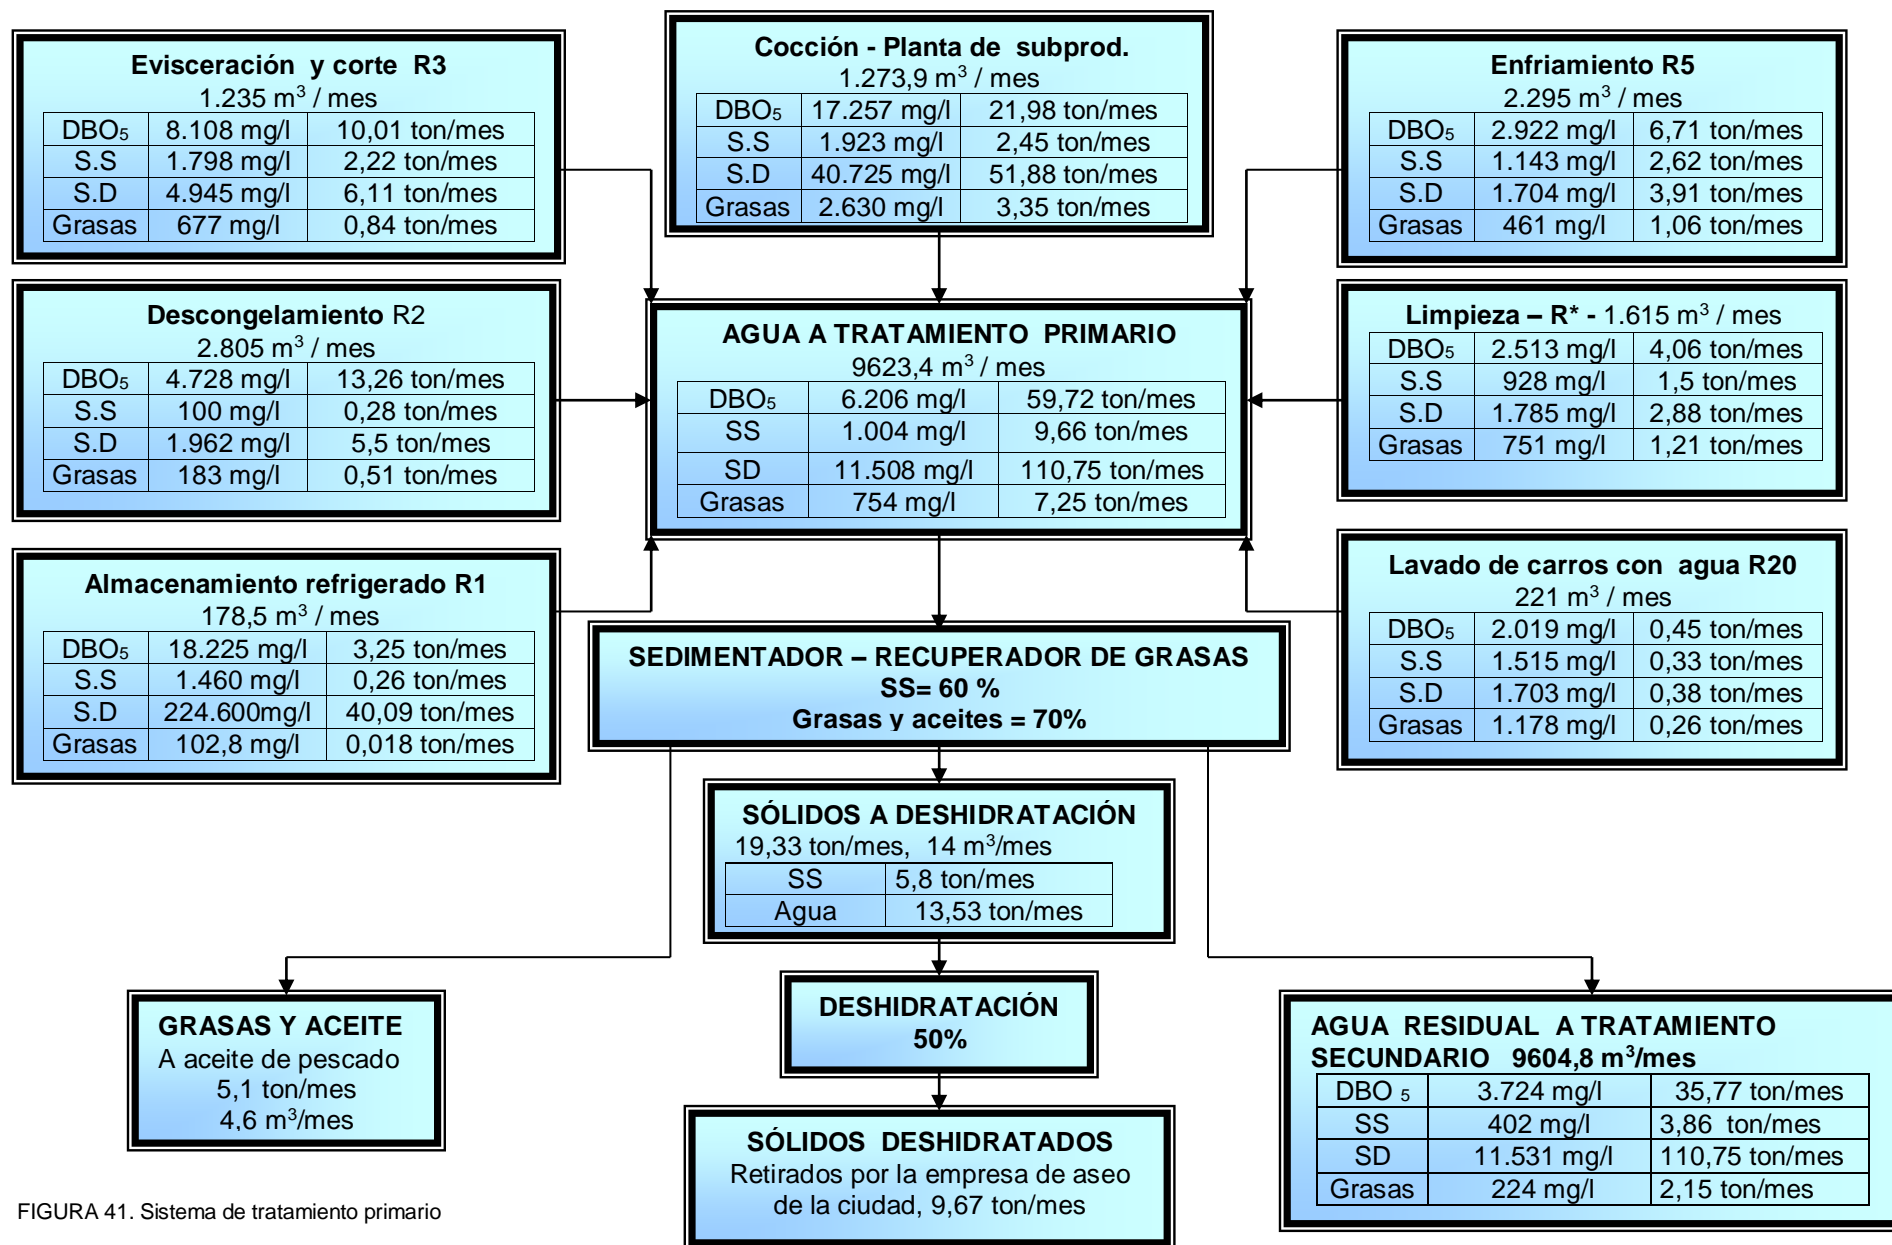 Evisceración y corte R3
1.235 m³ / mes
DBO₅ 8.108 mg/l 10,01 ton/mes
S.S 1.798 mg/l 2,22 ton/mes
S.D 4.945 mg/l 6,11 ton/mes
Grasas 677 mg/l 0,84 ton/mes
Cocción - Planta de subprod.
1.273,9 m³ / mes
DBO₅ 17.257 mg/l 21,98 ton/mes
S.S 1.923 mg/l 2,45 ton/mes
S.D 40.725 mg/l 51,88 ton/mes
Grasas 2.630 mg/l 3,35 ton/mes
Enfriamiento R5
2.295 m³ / mes
DBO₅ 2.922 mg/l 6,71 ton/mes
S.S 1.143 mg/l 2,62 ton/mes
S.D 1.704 mg/l 3,91 ton/mes
Grasas 461 mg/l 1,06 ton/mes
Descongelamiento R2
2.805 m³ / mes
DBO₅ 4.728 mg/l 13,26 ton/mes
S.S 100 mg/l 0,28 ton/mes
S.D 1.962 mg/l 5,5 ton/mes
Grasas 183 mg/l 0,51 ton/mes
AGUA A TRATAMIENTO PRIMARIO
9623,4 m³ / mes
DBO₅ 6.206 mg/l 59,72 ton/mes
SS 1.004 mg/l 9,66 ton/mes
SD 11.508 mg/l 110,75 ton/mes
Grasas 754 mg/l 7,25 ton/mes
Limpieza – R* - 1.615 m³ / mes
DBO₅ 2.513 mg/l 4,06 ton/mes
S.S 928 mg/l 1,5 ton/mes
S.D 1.785 mg/l 2,88 ton/mes
Grasas 751 mg/l 1,21 ton/mes
Almacenamiento refrigerado R1
178,5 m³ / mes
DBO₅ 18.225 mg/l 3,25 ton/mes
S.S 1.460 mg/l 0,26 ton/mes
S.D 224.600mg/l 40,09 ton/mes
Grasas 102,8 mg/l 0,018 ton/mes
Lavado de carros con agua R20
221 m³ / mes
DBO₅ 2.019 mg/l 0,45 ton/mes
S.S 1.515 mg/l 0,33 ton/mes
S.D 1.703 mg/l 0,38 ton/mes
Grasas 1.178 mg/l 0,26 ton/mes
SEDIMENTADOR – RECUPERADOR DE GRASAS
SS= 60 %
Grasas y aceites = 70%
SÓLIDOS A DESHIDRATACIÓN
19,33 ton/mes, 14 m³/mes
SS 5,8 ton/mes
Agua 13,53 ton/mes
GRASAS Y ACEITE
A aceite de pescado
5,1 ton/mes
4,6 m³/mes
DESHIDRATACIÓN
50%
AGUA RESIDUAL A TRATAMIENTO
SECUNDARIO 9604,8 m³/mes
DBO ₅ 3.724 mg/l 35,77 ton/mes
SS 402 mg/l 3,86 ton/mes
SD 11.531 mg/l 110,75 ton/mes
Grasas 224 mg/l 2,15 ton/mes
SÓLIDOS DESHIDRATADOS
Retirados por la empresa de aseo
de la ciudad, 9,67 ton/mes
FIGURA 41. Sistema de tratamiento primario